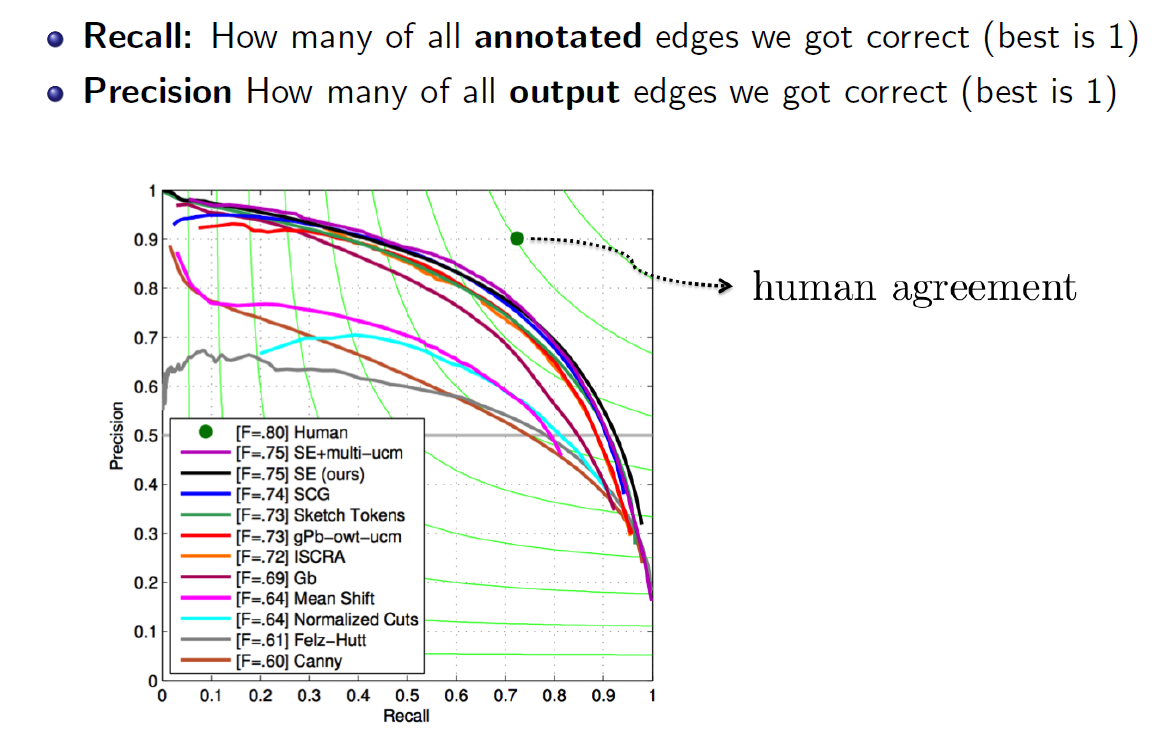 Recall: How many of all annotated edges we got correct (best is 1)
Precision How many of all output edges we got correct (best is 1)
human agreement
Precision
1
0.9
0.8
0.7
0.6
0.5
0.4
0.3
0.2
0.1
0
[F=.80] Human
[F=.75] SE+multi−ucm
[F=.75] SE (ours)
[F=.74] SCG
[F=.73] Sketch Tokens
[F=.73] gPb−owt−ucm
[F=.72] ISCRA
[F=.69] Gb
[F=.64] Mean Shift
[F=.64] Normalized Cuts
[F=.61] Felz−Hutt
[F=.60] Canny
0 0.1 0.2 0.3 0.4 0.5 0.6 0.7 0.8 0.9 1
Recall